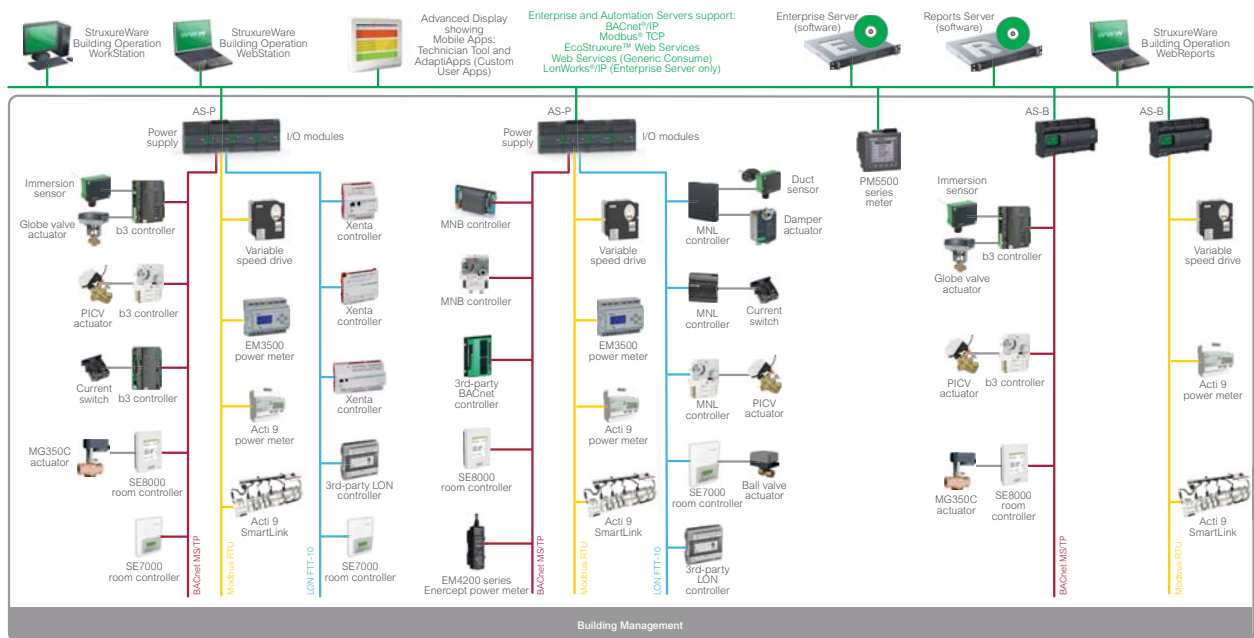 StruxureWare
Building Operation
WorkStation
www
StruxureWare
Building Operation
WebStation
Advanced Display
showing
Mobile Apps:
Technician Tool and
AdaptiApps (Custom
User Apps)
Enterprise and Automation Servers support:
BACnet®/IP
Modbus® TCP
EcoStruxure™ Web Services
Web Services (Generic Consume)
LonWorks®/IP (Enterprise Server only)
Enterprise Server
(software)
E
Reports Server
(software)
R
www
StruxureWare
Building Operation
WebReports
AS-P
Power
supply
I/O modules
Immersion
sensor
Globe valve
actuator
b3 controller
PICV
actuator
b3 controller
Current
switch
b3 controller
MG350C
actuator
SE8000
room controller
SE7000
room controller
BACnet MS/TP
Variable
speed drive
EM3500
power meter
Acti 9
power meter
Acti 9
SmartLink
Modbus RTU
Xenta
controller
Xenta
controller
Xenta
controller
3rd-party LON
controller
SE7000
room controller
LON FTT-10
AS-P
Power
supply
I/O modules
MNB controller
MNB controller
3rd-party
BACnet
controller
SE8000
room controller
EM4200 series
Enercept power meter
BACnet MS/TP
Variable
speed drive
EM3500
power meter
Acti 9
power meter
Acti 9
SmartLink
Modbus RTU
MNL
controller
Duct
sensor
Damper
actuator
MNL
controller
Current
switch
MNL
controller
PICV
actuator
SE7000
room controller
Ball valve
actuator
3rd-party
LON
controller
LON FTT-10
PM5500
series
meter
AS-B
Immersion
sensor
b3 controller
Globe valve
actuator
PICV
actuator
b3 controller
MG350C
actuator
SE8000
room
controller
BACnet MS/TP
AS-B
Variable
speed drive
Acti 9
power meter
Acti 9
SmartLink
Modbus RTU
Building Management